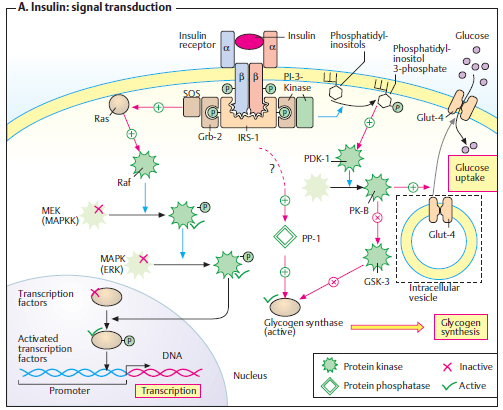 A. Insulin: signal transduction
Insulin
receptor
α
α
Insulin
Phosphatidyl-
inositols
Phosphatidyl-
inositol
3-phosphate
Glucose
β
β
P
P
PI-3-
Kinase
SOS
P
P
P
Ras
+
Grb-2
IRS-1
+
Glut-4
Raf
?
PDK-1
Glucose
uptake
MEK
(MAPKK)
P
Active
+
PK-B
+
PP-1
Glut-4
MAPK
(ERK)
P
Active
+
GSK-3
Intracellular
vesicle
Transcription
factors
Active
Glycogen synthase
(active)
Glycogen
synthesis
Activated
transcription
factors
P
DNA
Nucleus
Promoter
Transcription
Protein kinase
Inactive
Protein phosphatase
Active